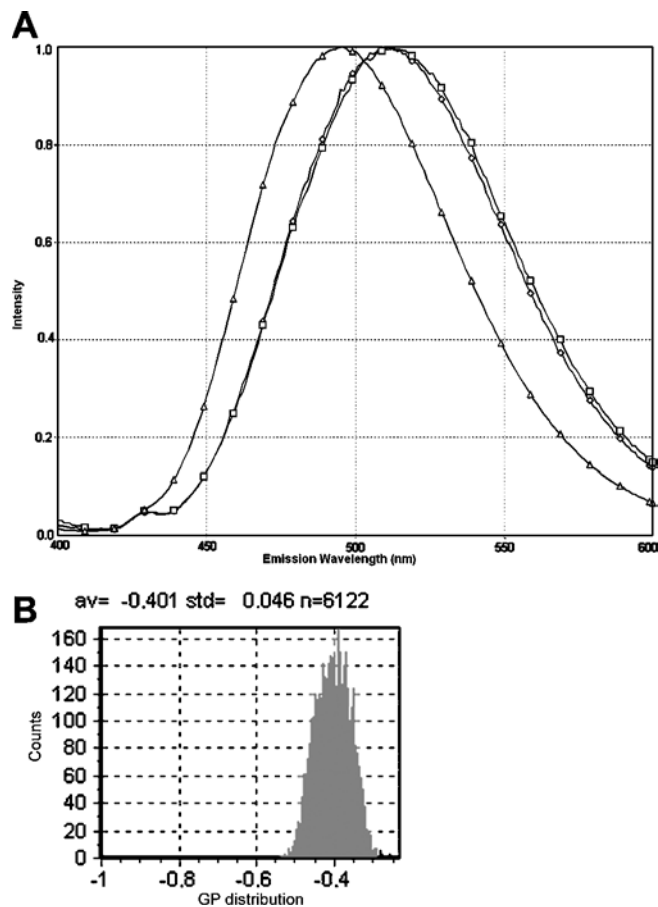 A
1.0
0.8
0.6
0.4
0.2
0.0
Intensity
400 450 500 550 600
Emission Wavelength (nm)
B
av= -0.401 std= 0.046 n=6122
160
140
120
100
80
60
40
20
0
Counts
-1 -0.8 -0.6 -0.4
GP distribution